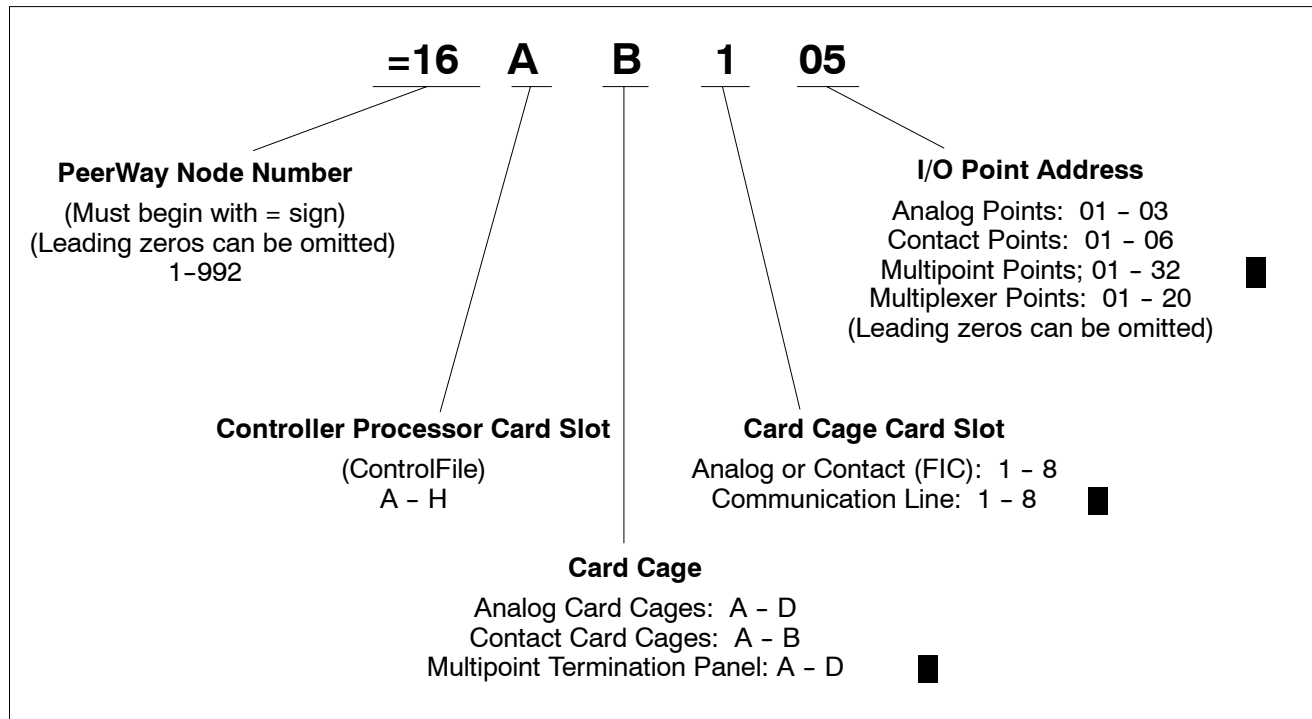 =16 A B 1 05
PeerWay Node Number
(Must begin with = sign)
(Leading zeros can be omitted)
1–992
I/O Point Address
Analog Points: 01 – 03
Contact Points: 01 – 06
Multipoint Points; 01 – 32
Multiplexer Points: 01 – 20
(Leading zeros can be omitted)
Controller Processor Card Slot
(ControlFile)
A – H
Card Cage Card Slot
Analog or Contact (FIC): 1 – 8
Communication Line: 1 – 8
Card Cage
Analog Card Cages: A – D
Contact Card Cages: A – B
Multipoint Termination Panel: A – D